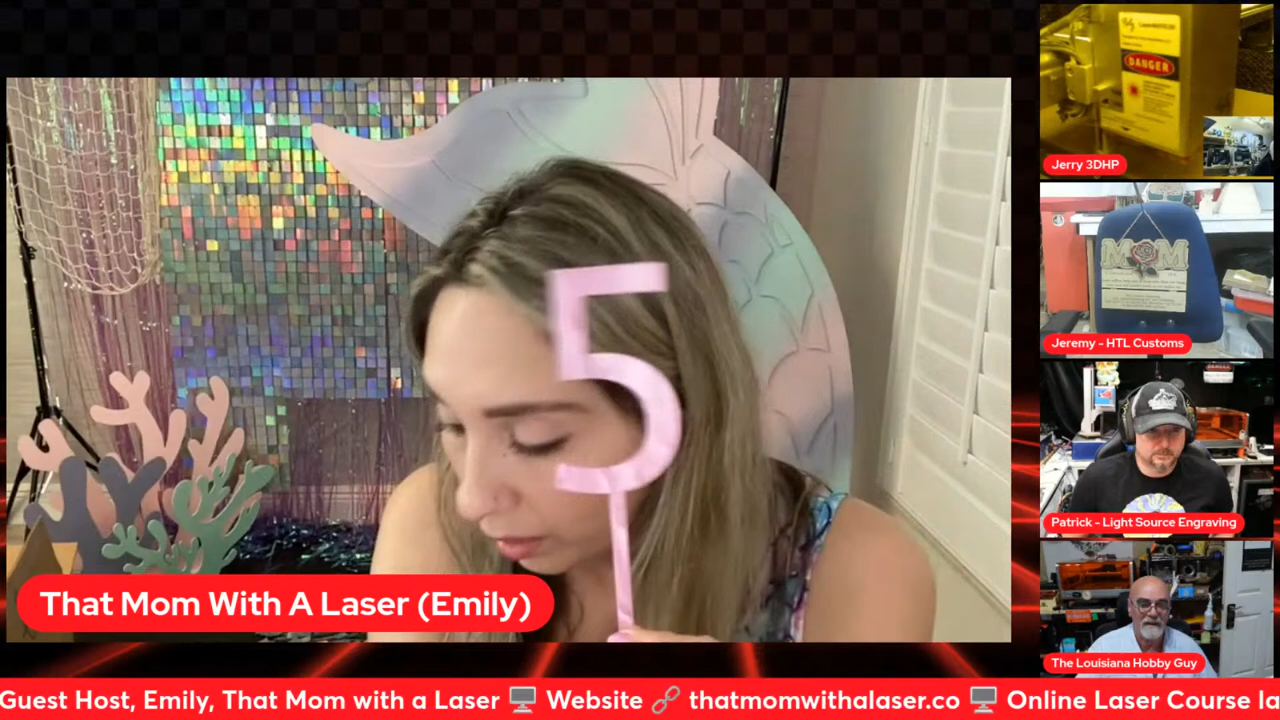 5
That Mom With A Laser (Emily)
DANGER
Jerry 3DHP
MOM
Jeremy - HTL Customs
Patrick - Light Source Engraving
The Louisiana Hobby Guy
Guest Host, Emily, That Mom with a Laser 🖥️ Website 🔗 thatmomwithalaser.co 🖥️ Online Laser Course la